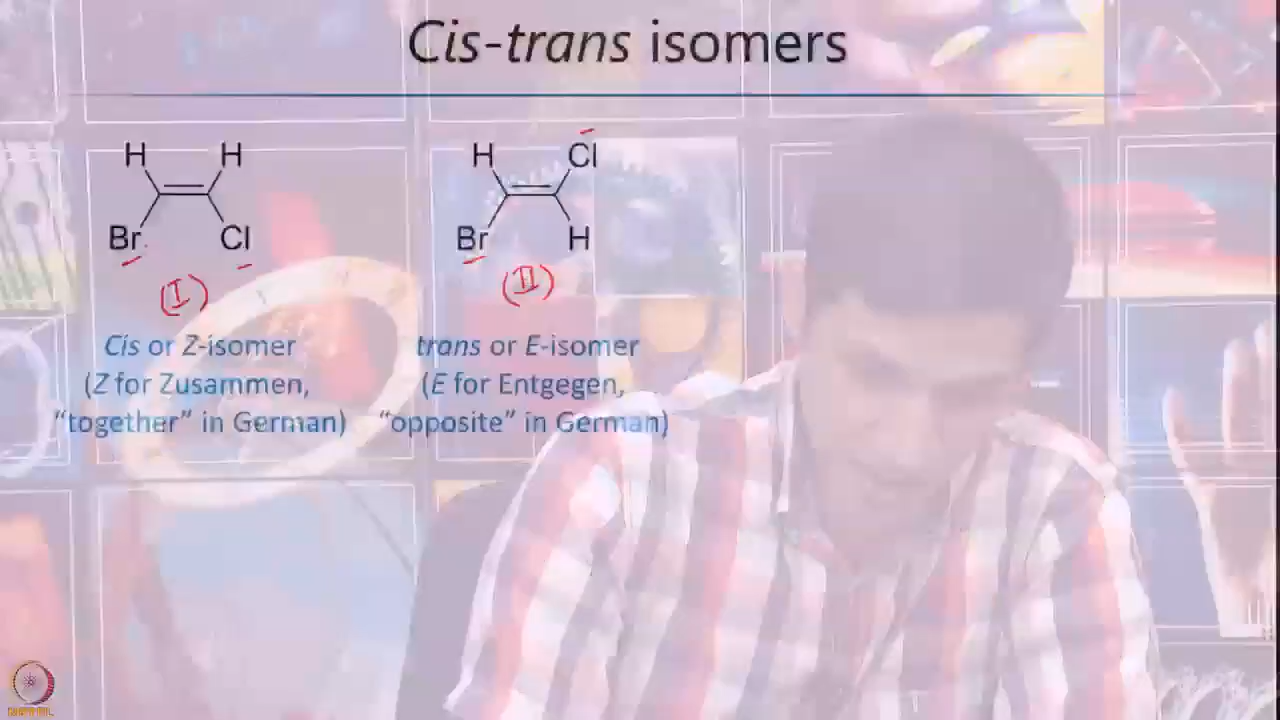 Cis-trans isomers
H H
Br Cl
(I)
H Cl
Br H
(II)
Cis or Z-isomer
(Z for Zusammen,
"together" in German)
trans or E-isomer
(E for Entgegen,
"opposite" in German)
NPTEL